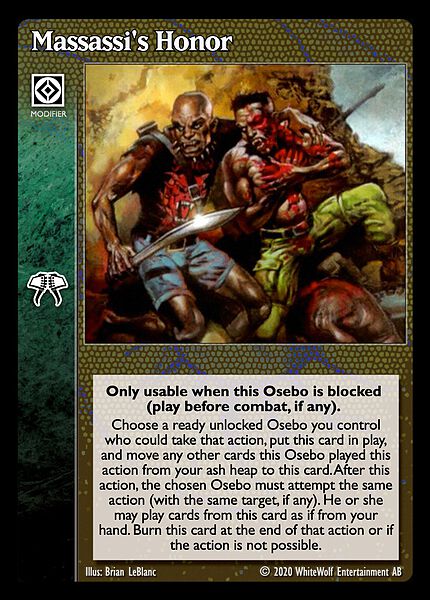 Massassi's Honor
MODIFIER
Only usable when this Osebo is blocked
(play before combat, if any).
Choose a ready unlocked Osebo you control
who could take that action, put this card in play,
and move any other cards this Osebo played this
action from your ash heap to this card. After this
action, the chosen Osebo must attempt the same
action (with the same target, if any). He or she
may play cards from this card as if from your
hand. Burn this card at the end of that action or if
the action is not possible.
Illus: Brian LeBlanc
© 2020 WhiteWolf Entertainment AB